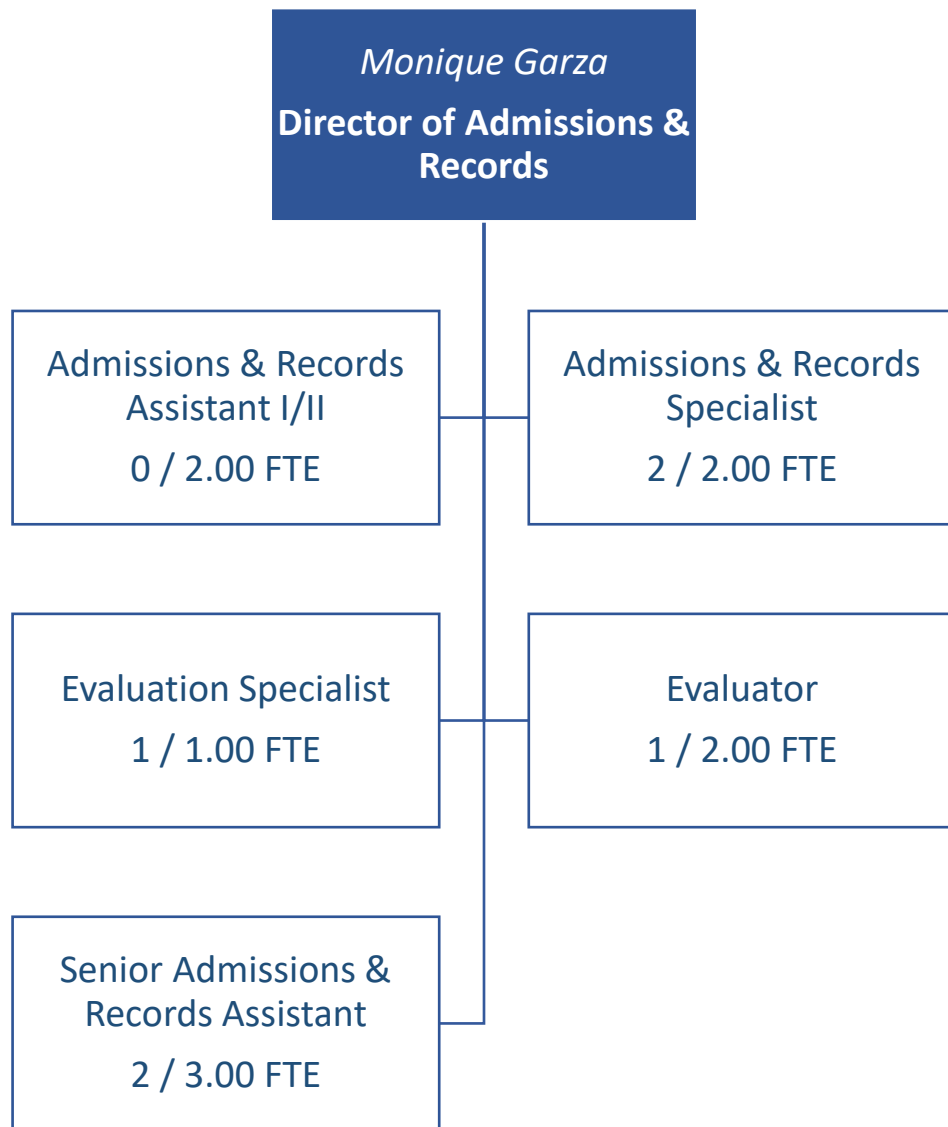 Monique Garza
Director of Admissions &
Records
Admissions & Records
Assistant I/II
0 / 2.00 FTE
Admissions & Records
Specialist
2 / 2.00 FTE
Evaluation Specialist
1 / 1.00 FTE
Evaluator
1 / 2.00 FTE
Senior Admissions &
Records Assistant
2 / 3.00 FTE